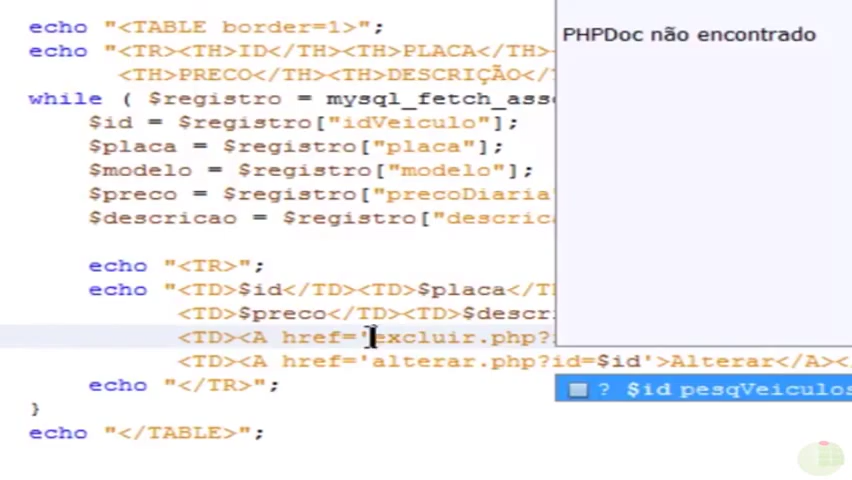 echo "<TABLE border=1>";
echo "<TR><TH>ID</TH><TH>PLACA</TH>
<TH>PRECO</TH><TH>DESCRIÇÃO</
while ( $registro = mysql_fetch_ass
$id = $registro["idVeiculo"];
$placa = $registro["placa"];
$modelo = $registro["modelo"];
$preco = $registro["precoDiaria
$descricao = $registro["descric
echo "<TR>";
echo "<TD>$id</TD><TD>$placa</T
<TD>$preco</TD><TD>$descri
<TD><A href='excluir.php?
<TD><A href='alterar.php?id=$id'>Alterar</A><
echo "</TR>";
}
echo "</TABLE>";
PHPDoc não encontrado
? $id pesqVeiculos